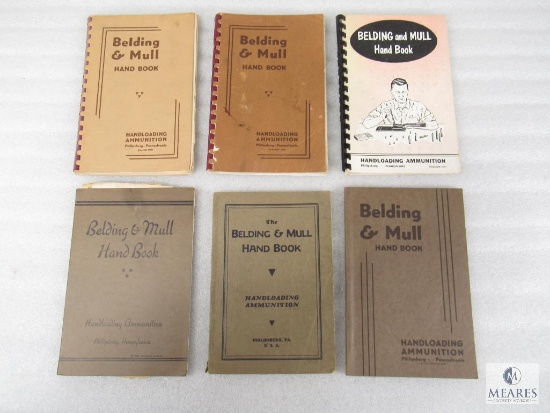 Belding
& Mull
HAND BOOK
HANDLOADING
AMMUNITION
Philipsburg - Pennsylvania
Belding
& Mull
HAND BOOK
HANDLOADING
AMMUNITION
Philipsburg - Pennsylvania
BELDING and MULL
Hand Book
HANDLOADING AMMUNITION
Belding & Mull
Hand Book
Handloading Ammunition
Philipsburg, Pennsylvania
The
BELDING & MULL
HAND BOOK
HANDLOADING
AMMUNITION
PHILIPSBURG, PA.
U. S. A.
Belding
& Mull
HAND BOOK
HANDLOADING
AMMUNITION
Philipsburg - Pennsylvania
M
MEARES